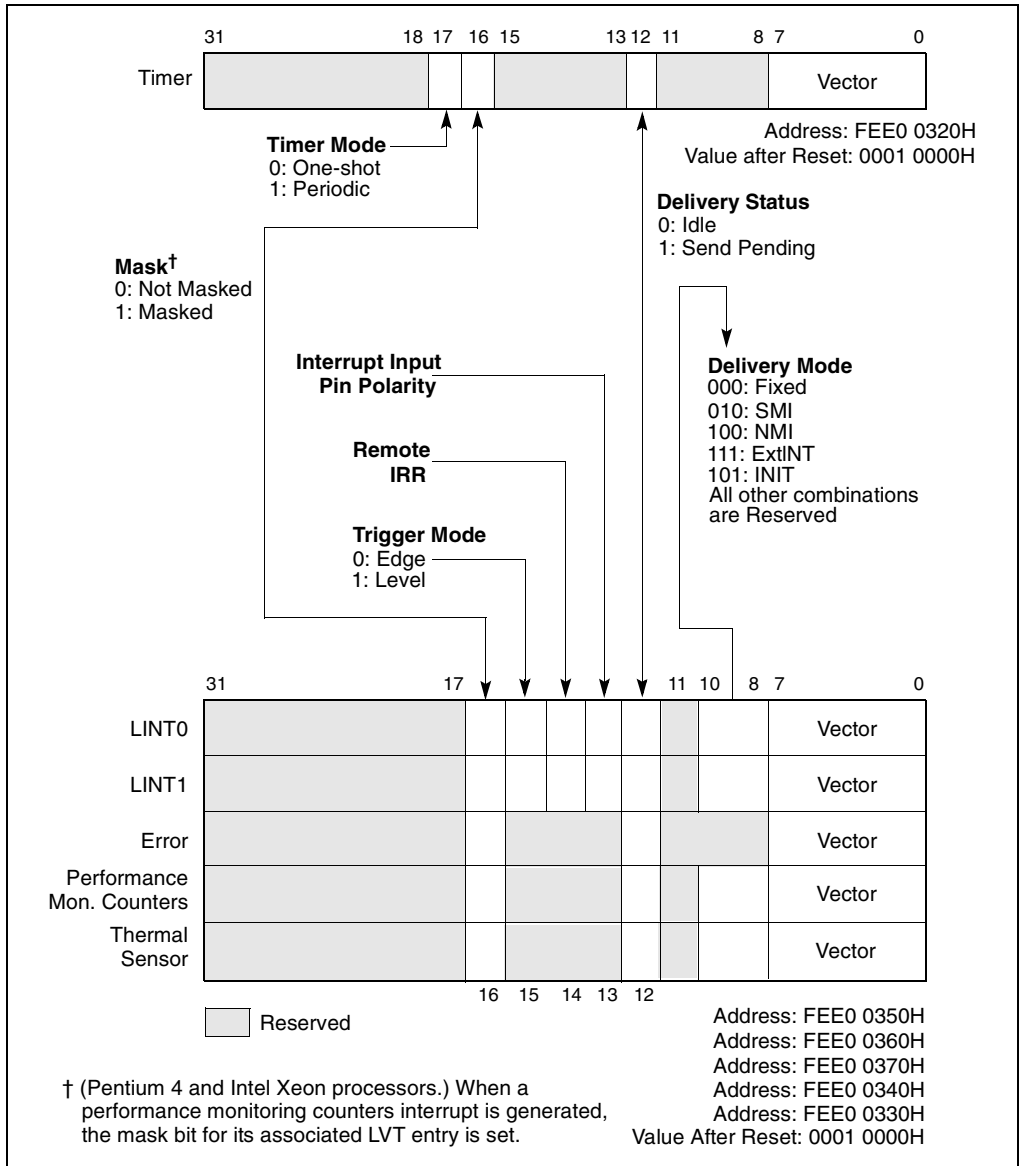 31 18 17 16 15 13 12 11 8 7 0
Timer Vector
Address: FEE0 0320H
Value after Reset: 0001 0000H
Timer Mode
0: One-shot
1: Periodic
Delivery Status
0: Idle
1: Send Pending
Mask†
0: Not Masked
1: Masked
Interrupt Input
Pin Polarity
Delivery Mode
000: Fixed
010: SMI
100: NMI
111: ExtlNT
101: INIT
All other combinations
are Reserved
Remote
IRR
Trigger Mode
0: Edge
1: Level
31 17 11 10 8 7 0
LINT0 Vector
LINT1 Vector
Error Vector
Performance
Mon. Counters Vector
Thermal
Sensor Vector
16 15 14 13 12
Reserved
Address: FEE0 0350H
Address: FEE0 0360H
Address: FEE0 0370H
Address: FEE0 0340H
Address: FEE0 0330H
Value After Reset: 0001 0000H
† (Pentium 4 and Intel Xeon processors.) When a
performance monitoring counters interrupt is generated,
the mask bit for its associated LVT entry is set.